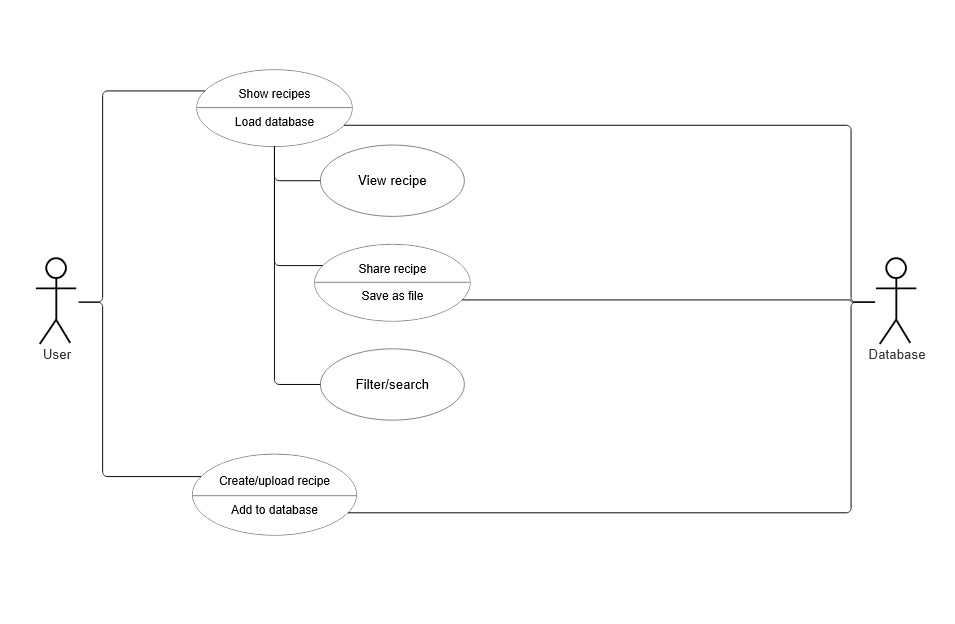 Show recipes
Load database
View recipe
Share recipe
Save as file
User
Database
Filter/search
Create/upload recipe
Add to database